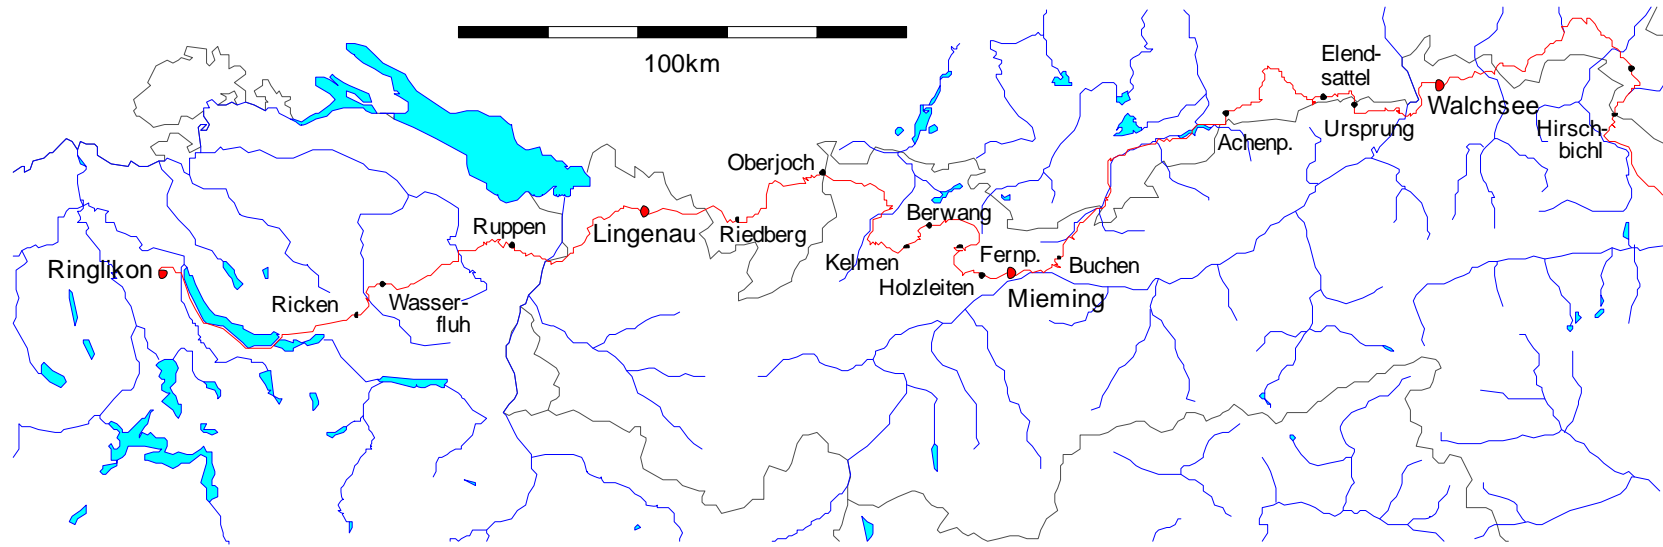 100km
Elend-
sattel
Walchsee
Ursprung
Hirsch-
bichl
Achenp.
Oberjoch
Berwang
Ruppen
Lingenau
Riedberg
Fernp.
Kelmen
Buchen
Ringlikon
Holzleiten
Mieming
Ricken
Wasser-
fluh